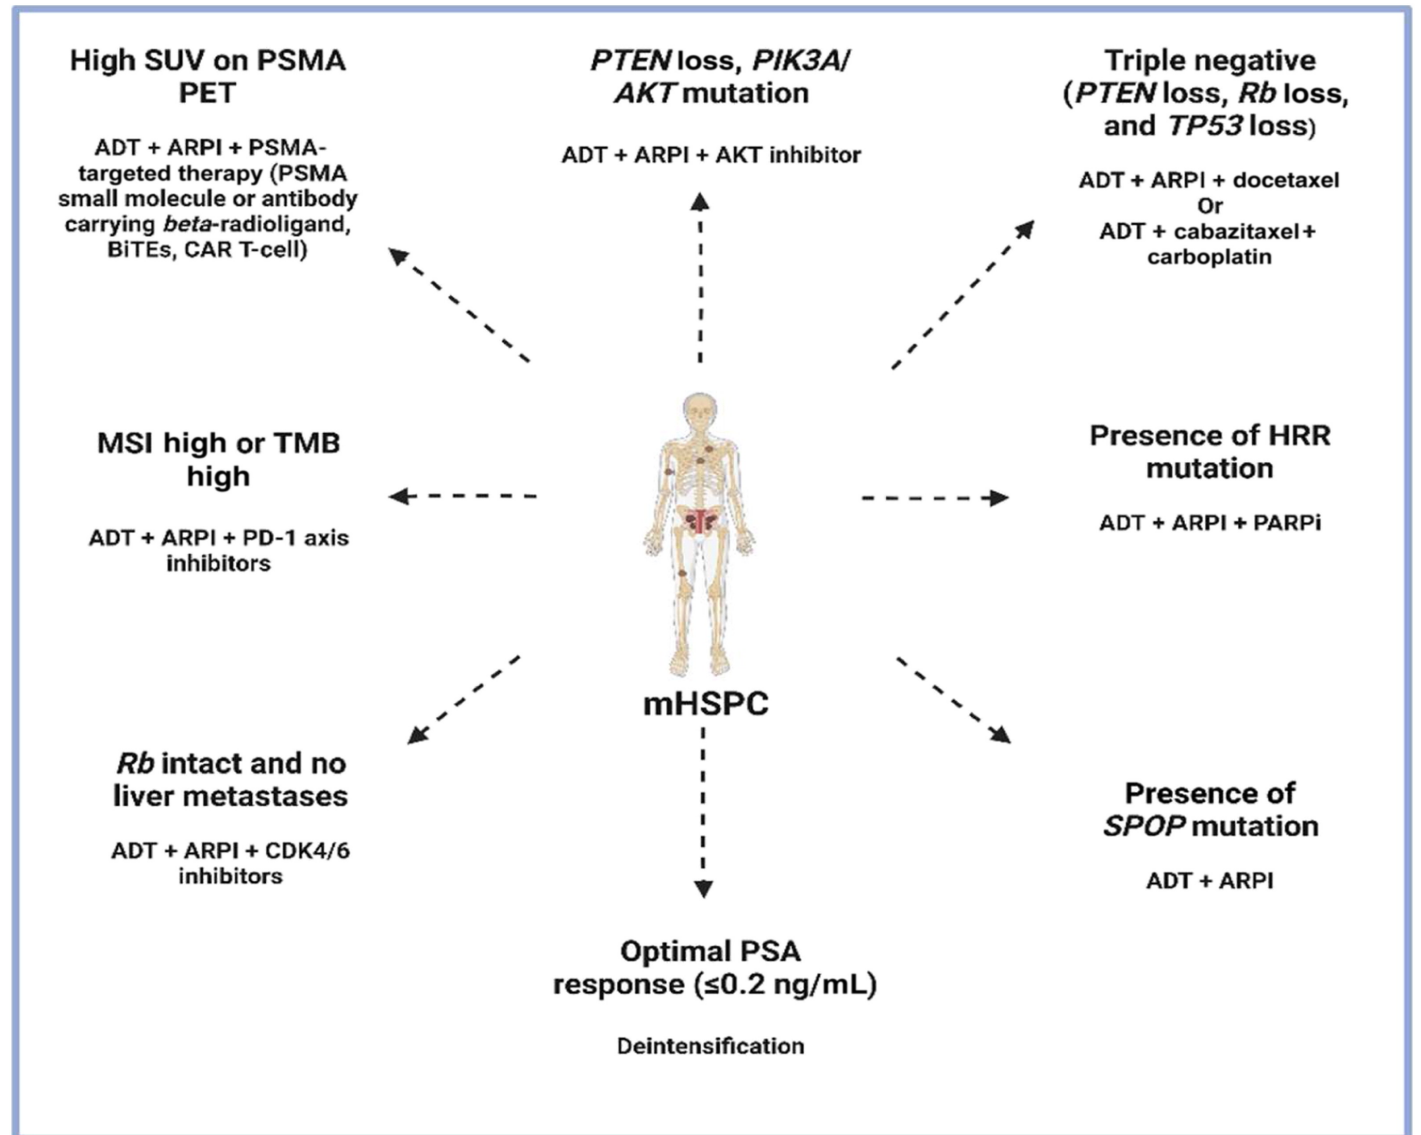 High SUV on PSMA
PET
ADT + ARPI + PSMA-
targeted therapy (PSMA
small molecule or antibody
carrying beta-radioligand,
BiTEs, CAR T-cell)
PTEN loss, PIK3A/
AKT mutation
ADT + ARPI + AKT inhibitor
Triple negative
(PTEN loss, Rb loss,
and TP53 loss)
ADT + ARPI + docetaxel
Or
ADT + cabazitaxel+
carboplatin
MSI high or TMB
high
ADT + ARPI + PD-1 axis
inhibitors
Presence of HRR
mutation
ADT + ARPI + PARPi
mHSPC
Rb intact and no
liver metastases
ADT + ARPI + CDK4/6
inhibitors
Presence of
SPOP mutation
ADT + ARPI
Optimal PSA
response (≤0.2 ng/mL)
Deintensification